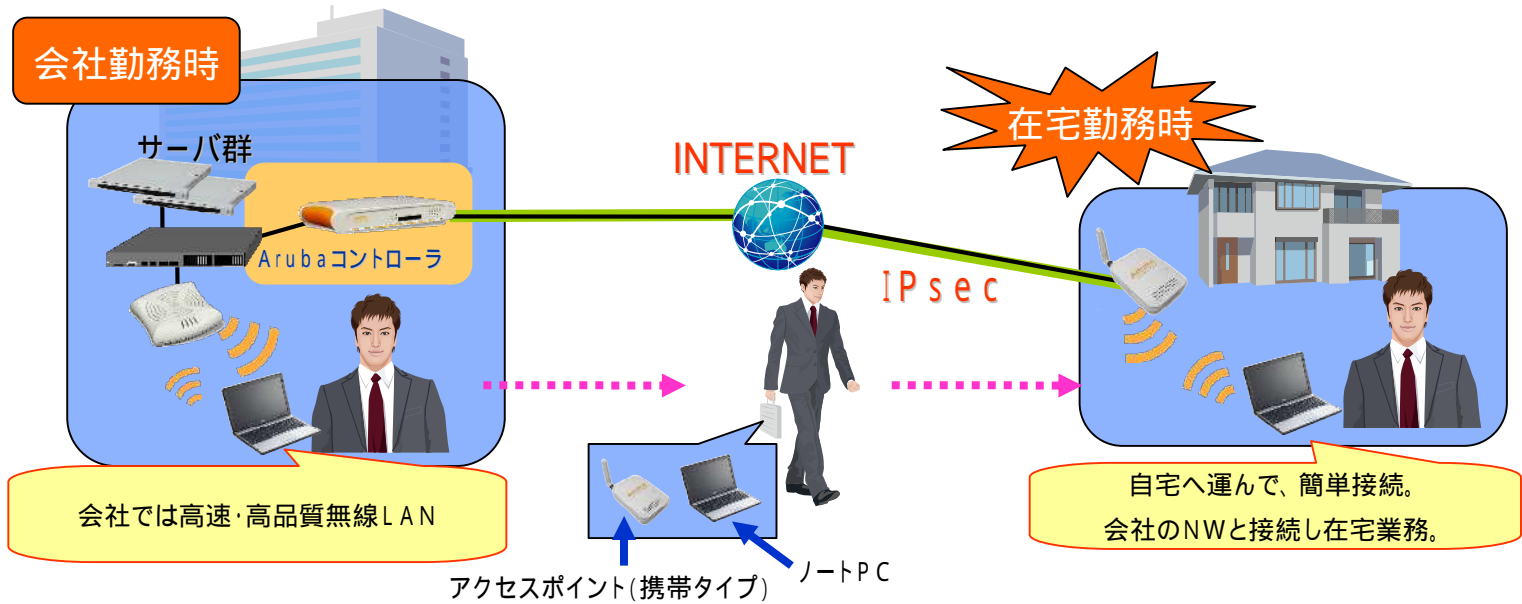 会社勤務時
サーバ群
Arubaコントローラ
INTERNET
IPsec
在宅勤務時
会社では高速・高品質無線LAN
アクセスポイント(携帯タイプ)
ノートPC
自宅へ運んで、簡単接続。
会社のNWと接続し在宅業務。